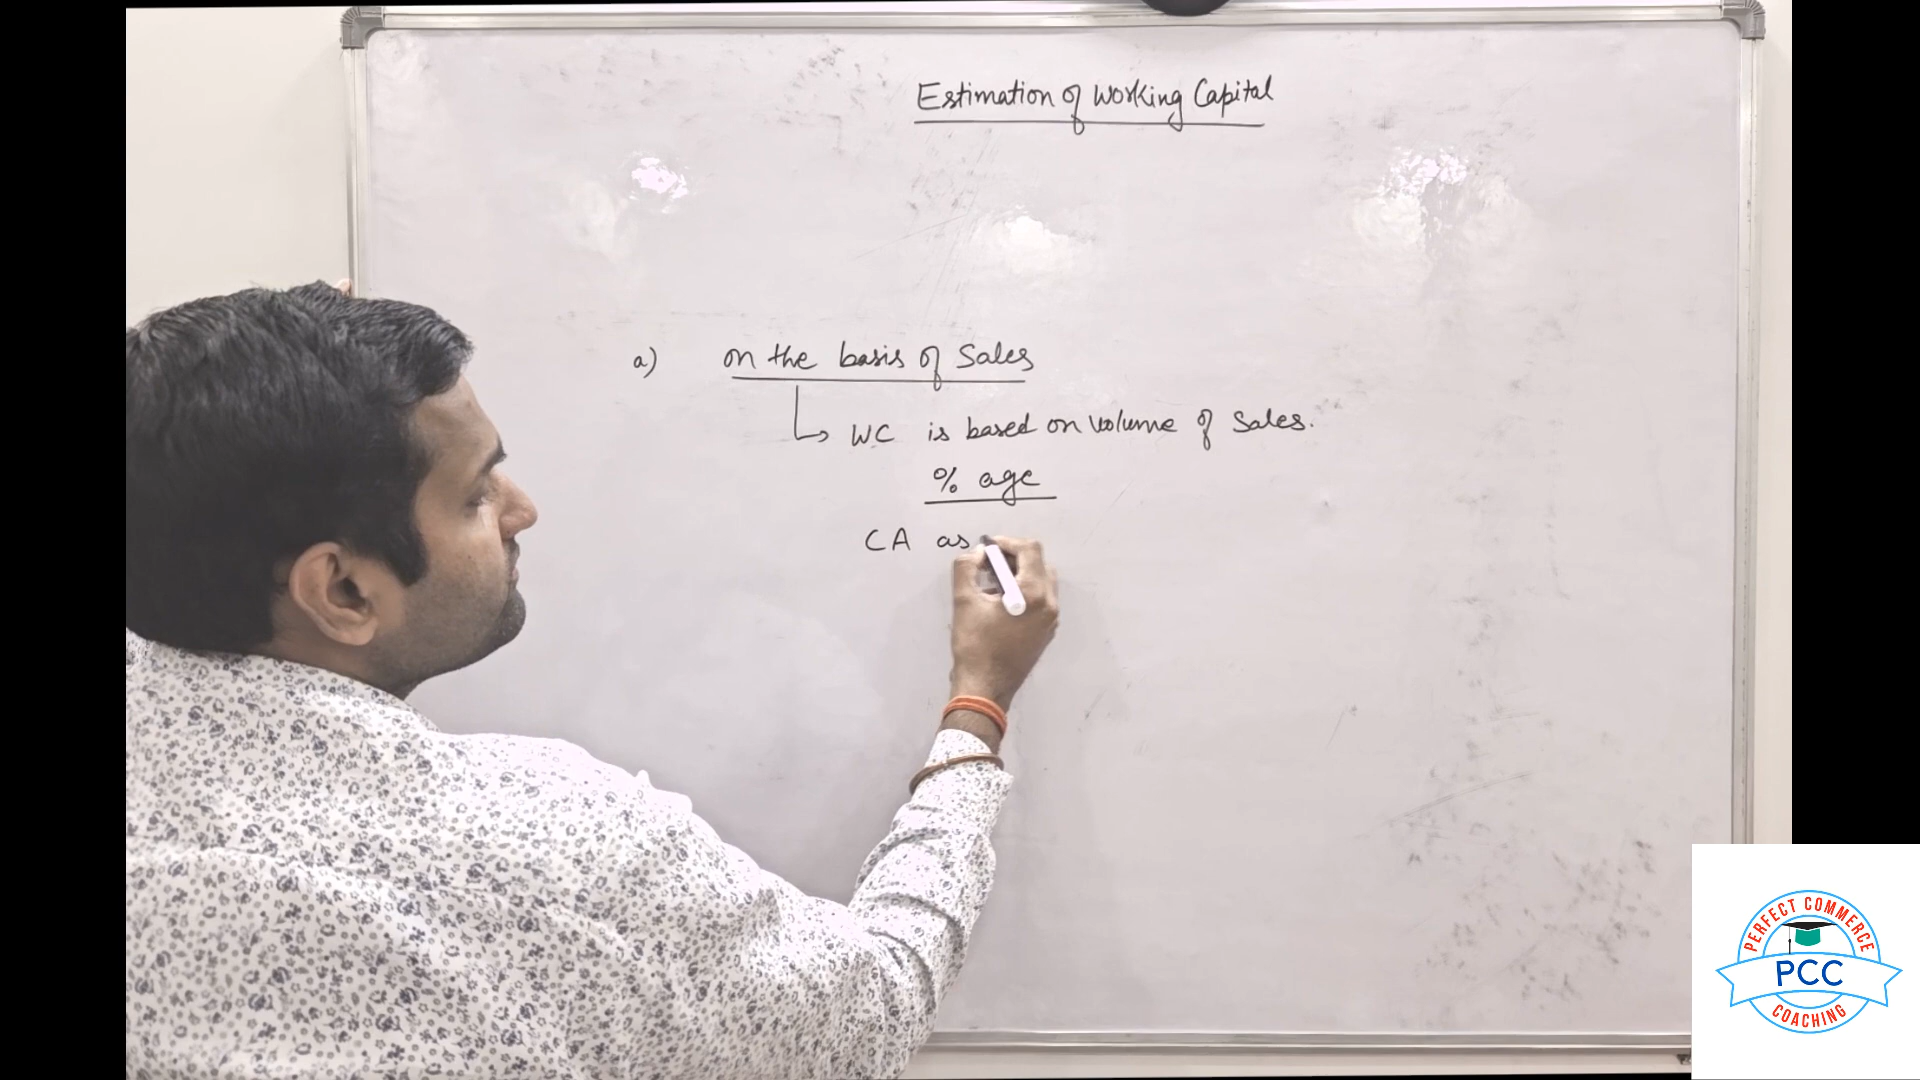 Estimation of Working Capital
a) on the basis of Sales
WC is based on volume of Sales.
% age
CA as
PERFECT COMMERCE
PCC
COACHING